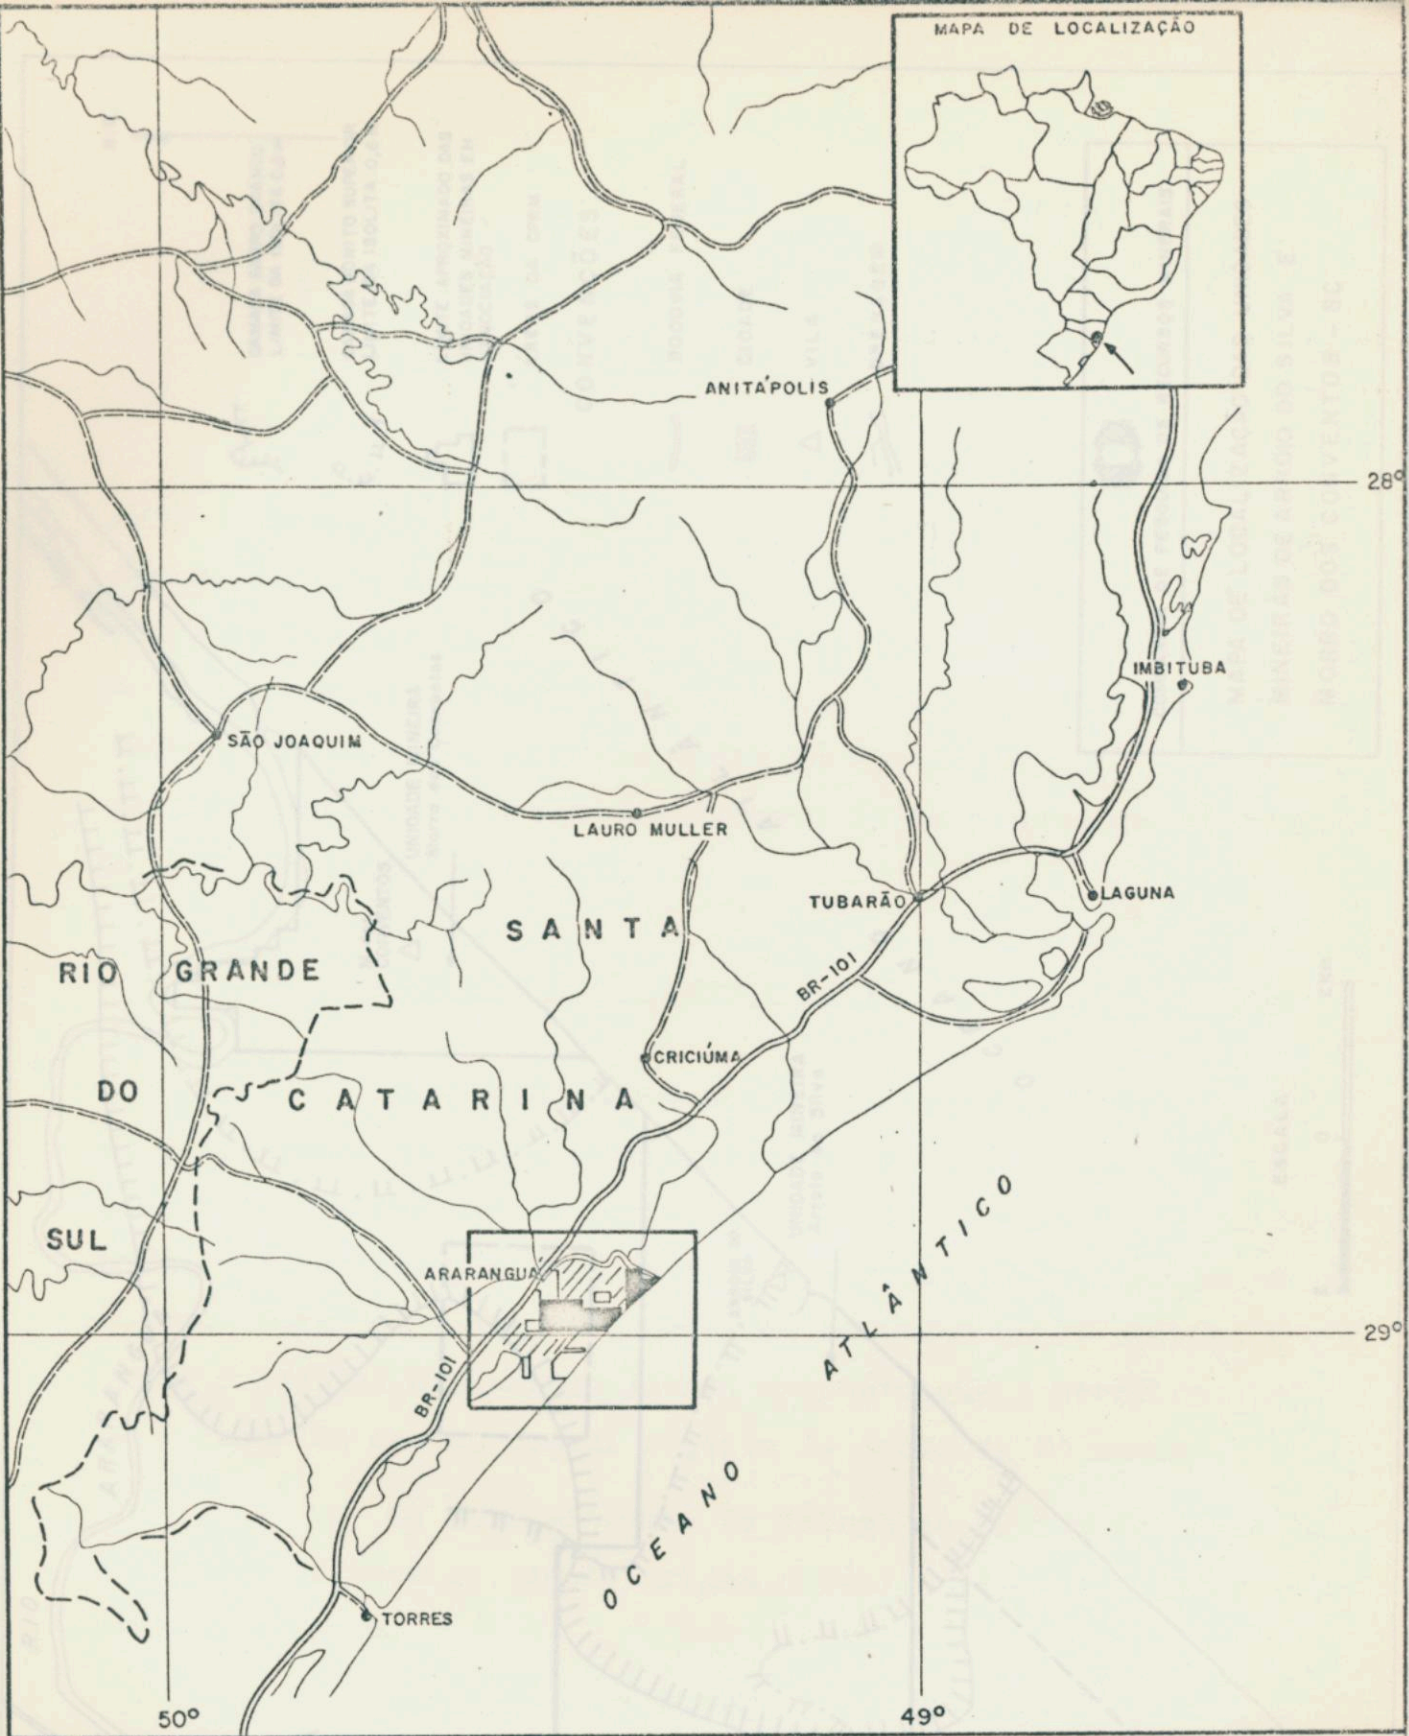 MAPA DE LOCALIZAÇÃO
ANITÁPOLIS
28°
IMBITUBA
SÃO JOAQUIM
LAURO MULLER
TUBARÃO
LAGUNA
SANTA
RIO GRANDE
BR-101
CRICIÚMA
DO
CATARINA
SUL
ARARANGUÁ
ATLÂNTICO
29°
BR-101
OCEANO
TORRES
50°
49°